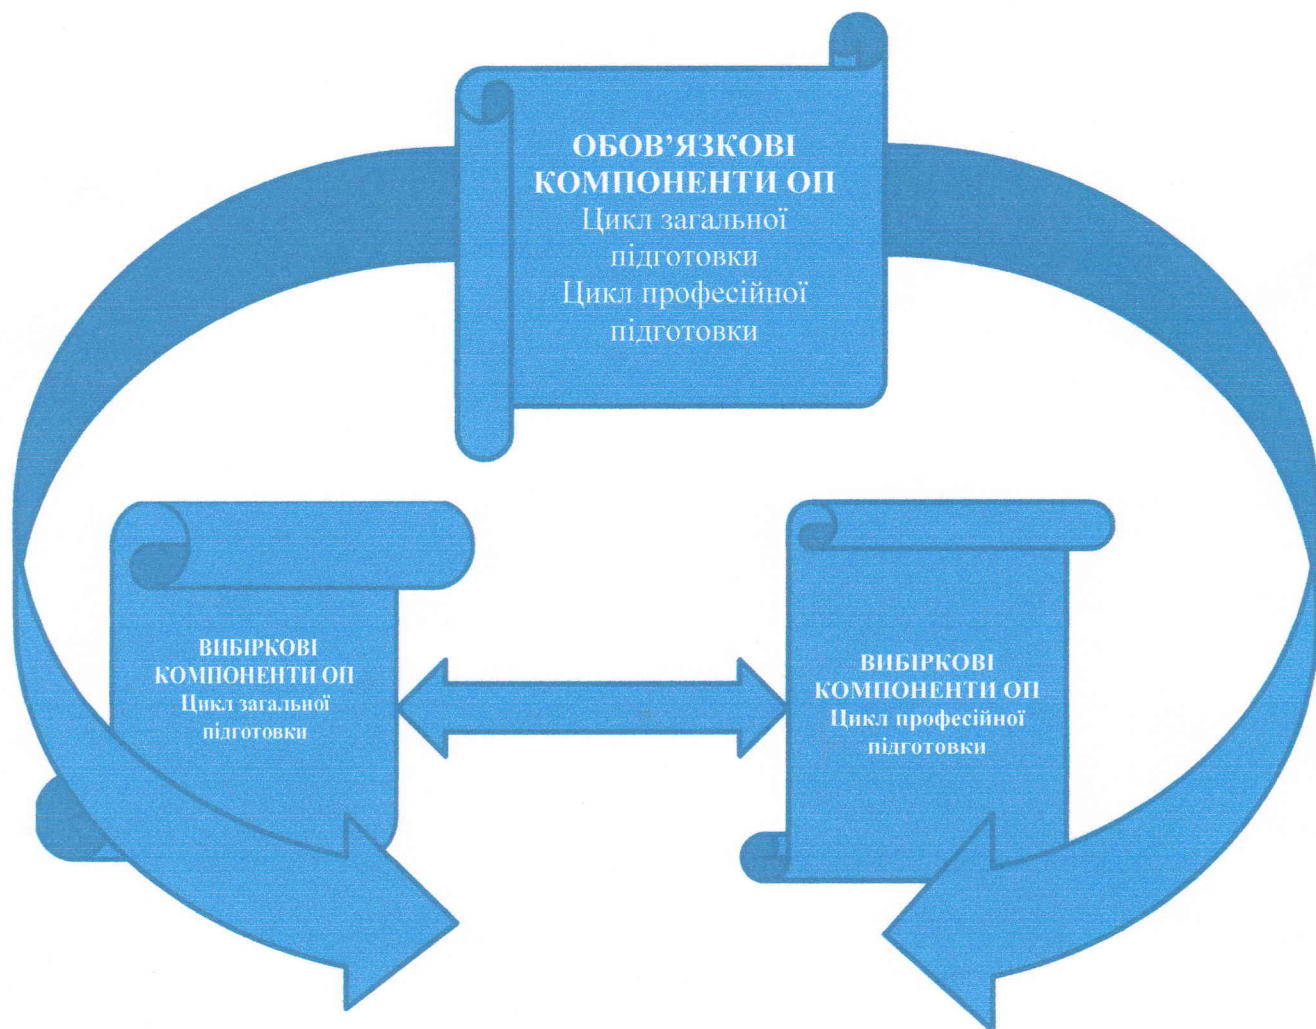 ОБОВ’ЯЗКОВІ
КОМПОНЕНТИ ОП
Цикл загальної
підготовки
Цикл професійної
підготовки
ВИБІРКОВІ
КОМПОНЕНТИ ОП
Цикл загальної
підготовки
ВИБІРКОВІ
КОМПОНЕНТИ ОП
Цикл професійної
підготовки